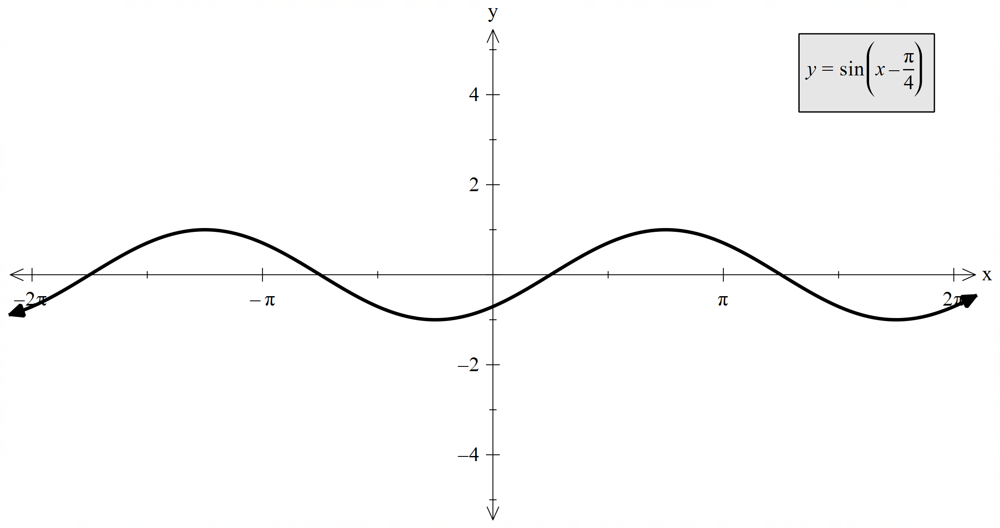 y
y = sin(x – π/4)
4
2
x
–2π
– π
π
2π
–2
–4